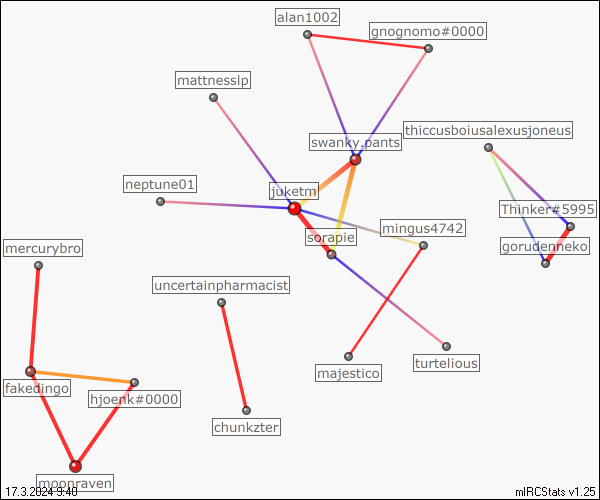 alan1002
gnognomo#0000
mattnesslp
thiccusboiusalexusjoneus
swanky.pants
neptune01
juketm
Thinker#5995
sorapie
mingus4742
gorudenneko
mercurybro
uncertainpharmacist
turtelious
majestico
fakedingo
hjoenk#0000
chunkzter
moonraven
17.3.2024 9:40
mIRCStats v1.25